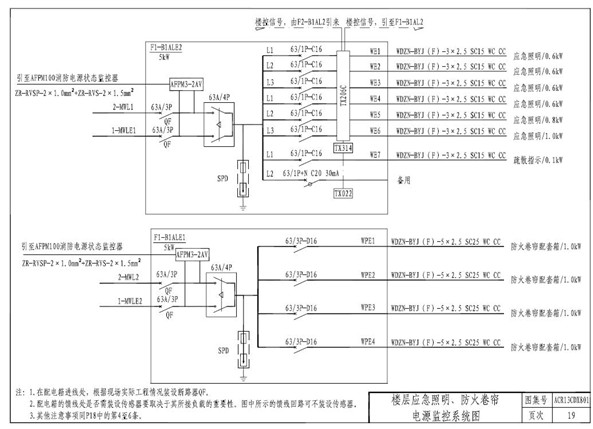 楼控信号，由F2-B1AL2引来 楼控信号，引至F1-B1AL2
F1-B1ALE2
5kW
引至AFPM100消防电源状态监控器
ZR-RVSP-2×1.0mm²+ZR-RVS-2×1.5mm²
AFPM3-2AV
63A/4P
2-MWL1 63A/3P
QF
1-MWLE1 63A/3P
QF
SPD
TX206C
TX314
TX022
L1 63/1P-C16 WE1 WDZN-BYJ(F)-3×2.5 SC15 WC CC 应急照明/0.6kW
L2 63/1P-C16 WE2 WDZN-BYJ(F)-3×2.5 SC15 WC CC 应急照明/0.6kW
L3 63/1P-C16 WE3 WDZN-BYJ(F)-3×2.5 SC15 WC CC 应急照明/0.6kW
L1 63/1P-C16 WE4 WDZN-BYJ(F)-3×2.5 SC15 WC CC 应急照明/0.6kW
L2 63/1P-C16 WE5 WDZN-BYJ(F)-3×2.5 SC15 WC CC 应急照明/0.8kW
L3 63/1P-C16 WE6 WDZN-BYJ(F)-3×2.5 SC15 WC CC 应急照明/1.0kW
L1 63/1P-C16 WE7 WDZN-BYJ(F)-3×2.5 SC15 WC CC 疏散指示/0.1kW
L2 63/1P+N C20 30mA 备用
F1-B1ALE1
5kW
引至AFPM100消防电源状态监控器
ZR-RVSP-2×1.0mm²+ZR-RVS-2×1.5mm²
AFPM3-2AV
63A/4P
2-MWL2 63A/3P
QF
1-MWLE2 63A/3P
QF
SPD
63/3P-D16 WPE1 WDZN-BYJ(F)-5×2.5 SC25 WC CC 防火卷帘配套箱/1.0kW
63/3P-D16 WPE2 WDZN-BYJ(F)-5×2.5 SC25 WC CC 防火卷帘配套箱/1.0kW
63/3P-D16 WPE3 WDZN-BYJ(F)-5×2.5 SC25 WC CC 防火卷帘配套箱/1.0kW
63/3P-D16 WPE4 WDZN-BYJ(F)-5×2.5 SC25 WC CC 防火卷帘配套箱/1.0kW
注：1.在配电箱进线处，根据现场实际工程情况装设断路器QF。
2.配电箱的馈线处是否需装设传感器要取决于其所接负载的重要性。图中所示的馈线回路可不装设传感器。
3.其他注意事项同P18中的第4至6条。
楼层应急照明、防火卷帘
电源监控系统图
图集号 ACR13CDX801
页次 19